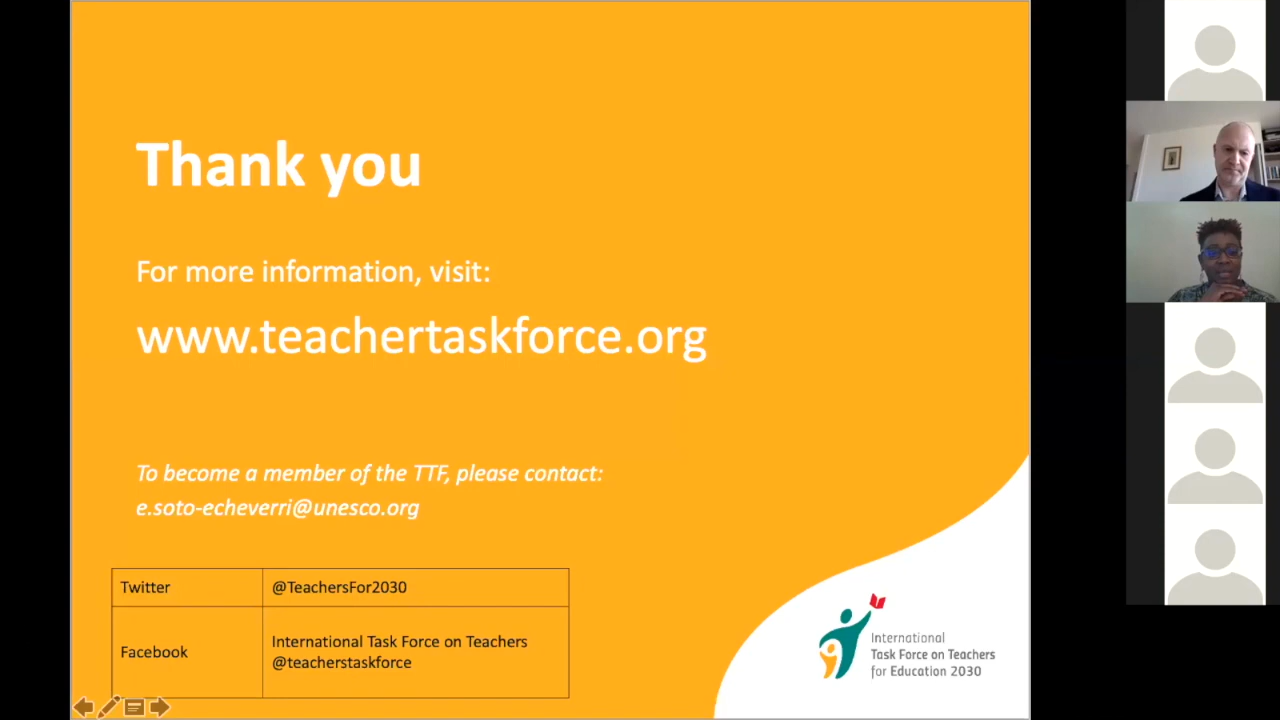 Thank you
For more information, visit:
www.teachertaskforce.org
To become a member of the TTF, please contact:
e.soto-echeverri@unesco.org
Twitter
@TeachersFor2030
Facebook
International Task Force on Teachers
@teacherstaskforce
International
Task Force on Teachers
for Education 2030